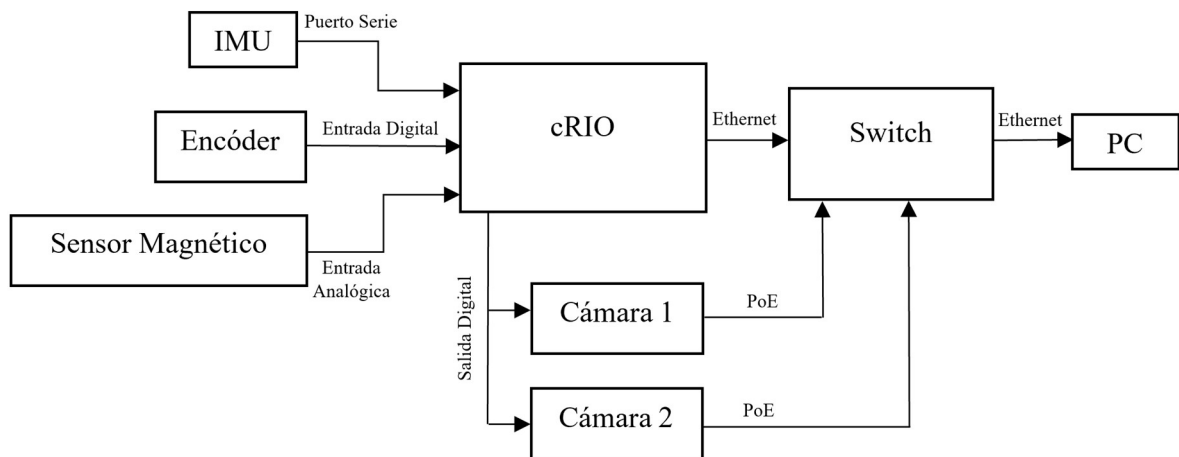 IMU
Puerto Serie
Encóder
Entrada Digital
Sensor Magnético
Entrada
Analógica
cRIO
Ethernet
Switch
Ethernet
PC
Salida Digital
Cámara 1
PoE
Cámara 2
PoE